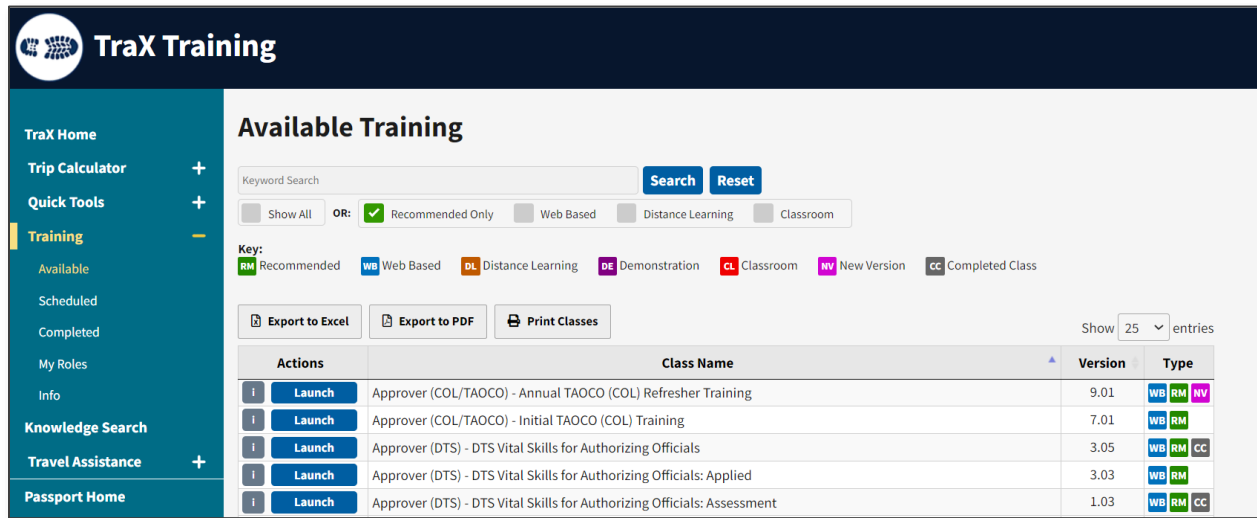 TraX Training
TraX Home
Trip Calculator +
Quick Tools +
Training −
Available
Scheduled
Completed
My Roles
Info
Knowledge Search
Travel Assistance +
Passport Home
Available Training
Keyword Search Search Reset
Show All OR: Recommended Only Web Based Distance Learning Classroom
Key:
RM Recommended WB Web Based DL Distance Learning DE Demonstration CL Classroom NV New Version CC Completed Class
Export to Excel Export to PDF Print Classes Show 25 entries
Actions Class Name Version Type
i Launch Approver (COL/TAOCO) - Annual TAOCO (COL) Refresher Training 9.01 WB RM NV
i Launch Approver (COL/TAOCO) - Initial TAOCO (COL) Training 7.01 WB RM
i Launch Approver (DTS) - DTS Vital Skills for Authorizing Officials 3.05 WB RM CC
i Launch Approver (DTS) - DTS Vital Skills for Authorizing Officials: Applied 3.03 WB RM
i Launch Approver (DTS) - DTS Vital Skills for Authorizing Officials: Assessment 1.03 WB RM CC